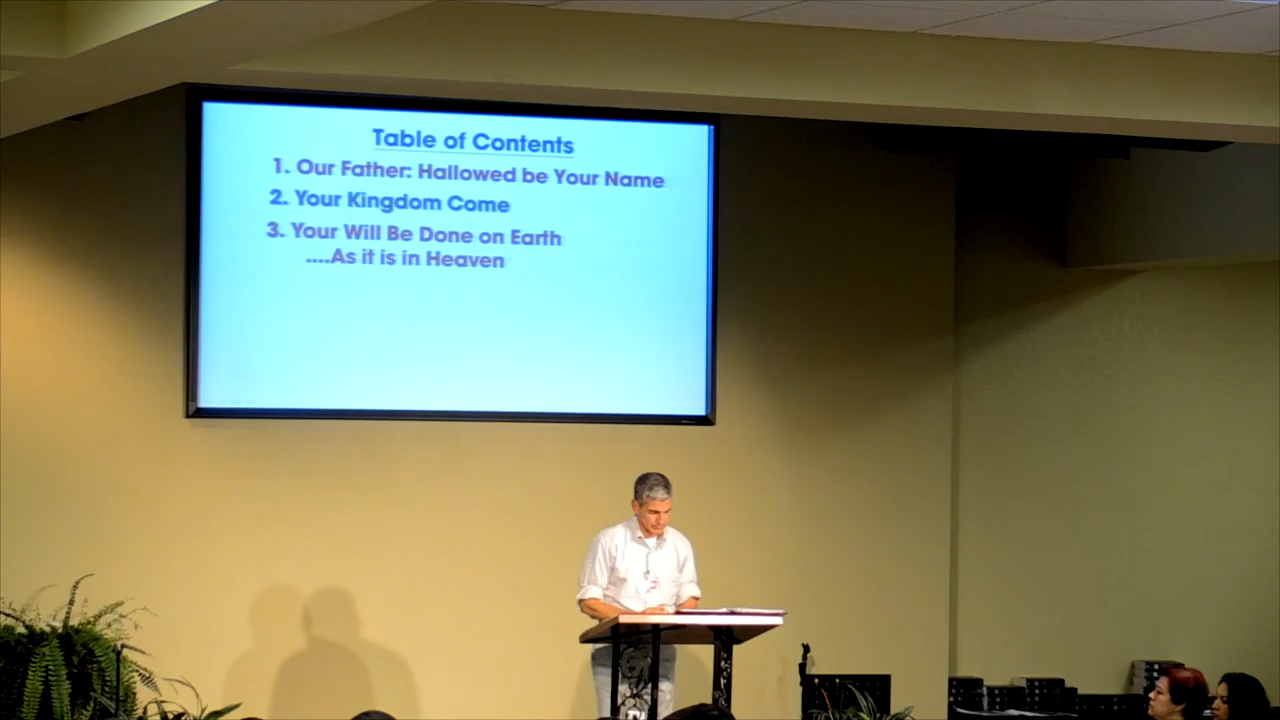 Table of Contents
1. Our Father: Hallowed be Your Name
2. Your Kingdom Come
3. Your Will Be Done on Earth
....As it is in Heaven